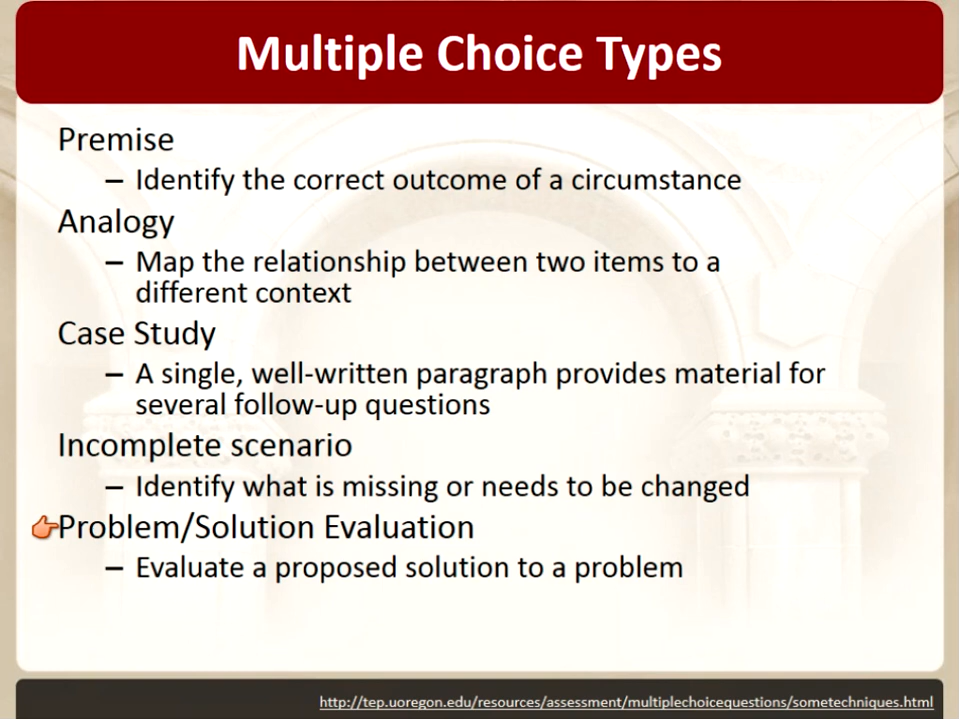 Multiple Choice Types
Premise
– Identify the correct outcome of a circumstance
Analogy
– Map the relationship between two items to a
different context
Case Study
– A single, well-written paragraph provides material for
several follow-up questions
Incomplete scenario
– Identify what is missing or needs to be changed
Problem/Solution Evaluation
– Evaluate a proposed solution to a problem
http://tep.uoregon.edu/resources/assessment/multiplechoicequestions/sometechniques.html